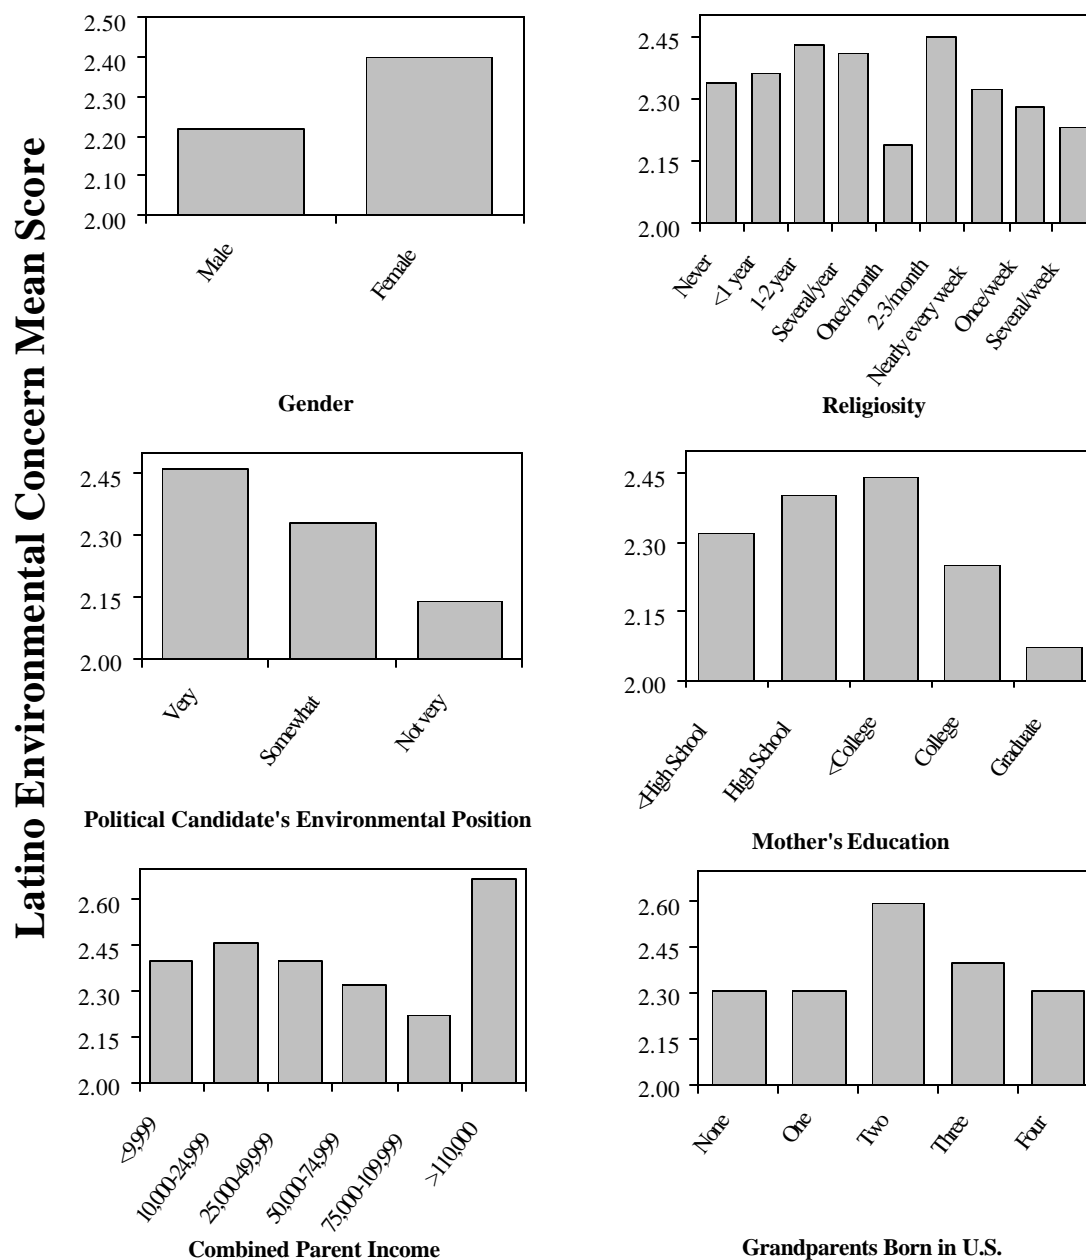 Latino Environmental Concern Mean Score
2.50
2.40
2.30
2.20
2.10
2.00
Male
Female
Gender
2.45
2.30
2.15
2.00
Never
<1 year
1-2 year
Several/year
Once/month
2-3/month
Nearly every week
Once/week
Several/week
Religiosity
2.45
2.30
2.15
2.00
Very
Somewhat
Not very
Political Candidate's Environmental Position
2.45
2.30
2.15
2.00
<High School
High School
<College
College
Graduate
Mother's Education
2.60
2.45
2.30
2.15
2.00
<9,999
10,000-24,999
25,000-49,999
50,000-74,999
75,000-109,999
>110,000
Combined Parent Income
2.60
2.45
2.30
2.15
2.00
None
One
Two
Three
Four
Grandparents Born in U.S.